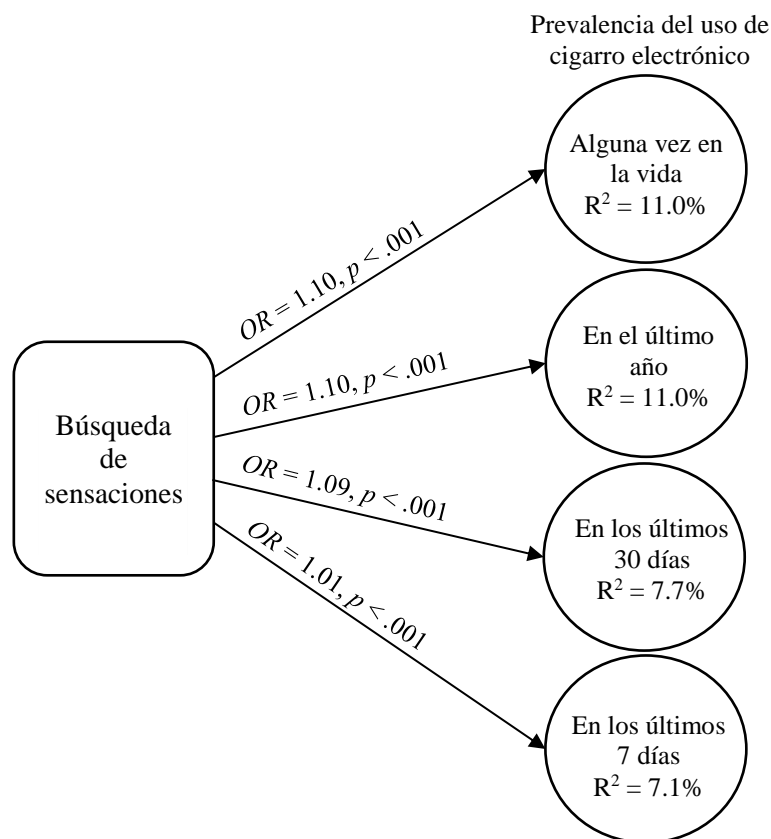 Prevalencia del uso de
cigarro electrónico
Alguna vez en
la vida
R² = 11.0%
OR = 1.10, p < .001
En el último
año
R² = 11.0%
OR = 1.10, p < .001
Búsqueda
de
sensaciones
OR = 1.09, p < .001
En los últimos
30 días
R² = 7.7%
OR = 1.01, p < .001
En los últimos
7 días
R² = 7.1%